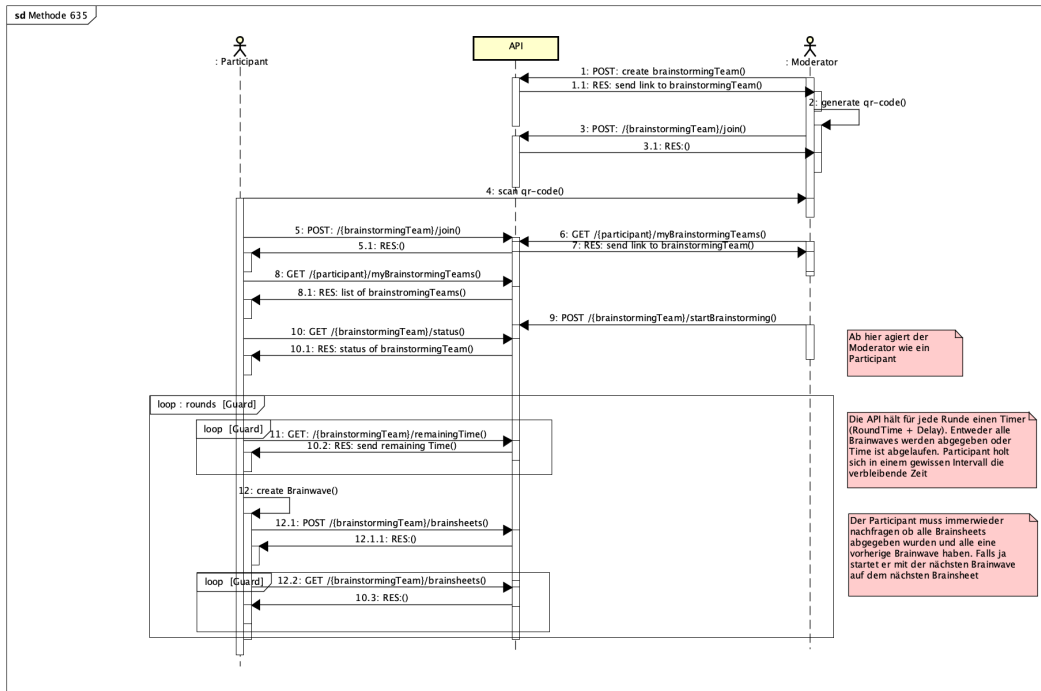 sd Methode 635
: Participant
API
: Moderator
1: POST: create brainstormingTeam()
1.1: RES: send link to brainstormingTeam()
2: generate qr-code()
3: POST: /{brainstormingTeam}/join()
3.1: RES:()
4: scan qr-code()
5: POST: /{brainstormingTeam}/join()
6: GET /{participant}/myBrainstormingTeams()
5.1: RES:()
7: RES: send link to brainstormingTeam()
8: GET /{participant}/myBrainstormingTeams()
8.1: RES: list of brainstromingTeams()
9: POST /{brainstormingTeam}/startBrainstorming()
10: GET /{brainstormingTeam}/status()
10.1: RES: status of brainstormingTeam()
Ab hier agiert der
Moderator wie ein
Participant
loop : rounds [Guard]
loop [Guard]
11: GET: /{brainstormingTeam}/remainingTime()
10.2: RES: send remaining Time()
Die API hält für jede Runde einen Timer
(RoundTime + Delay). Entweder alle
Brainwaves werden abgegeben oder
Time ist abgelaufen. Participant holt
sich in einem gewissen Intervall die
verbleibende Zeit
12: create Brainwave()
12.1: POST /{brainstormingTeam}/brainsheets()
12.1.1: RES:()
Der Participant muss immerwieder
nachfragen ob alle Brainsheets
abgegeben wurden und alle eine
vorherige Brainwave haben. Falls ja
startet er mit der nächsten Brainwave
auf dem nächsten Brainsheet
loop [Guard]
12.2: GET /{brainstormingTeam}/brainsheets()
10.3: RES:()